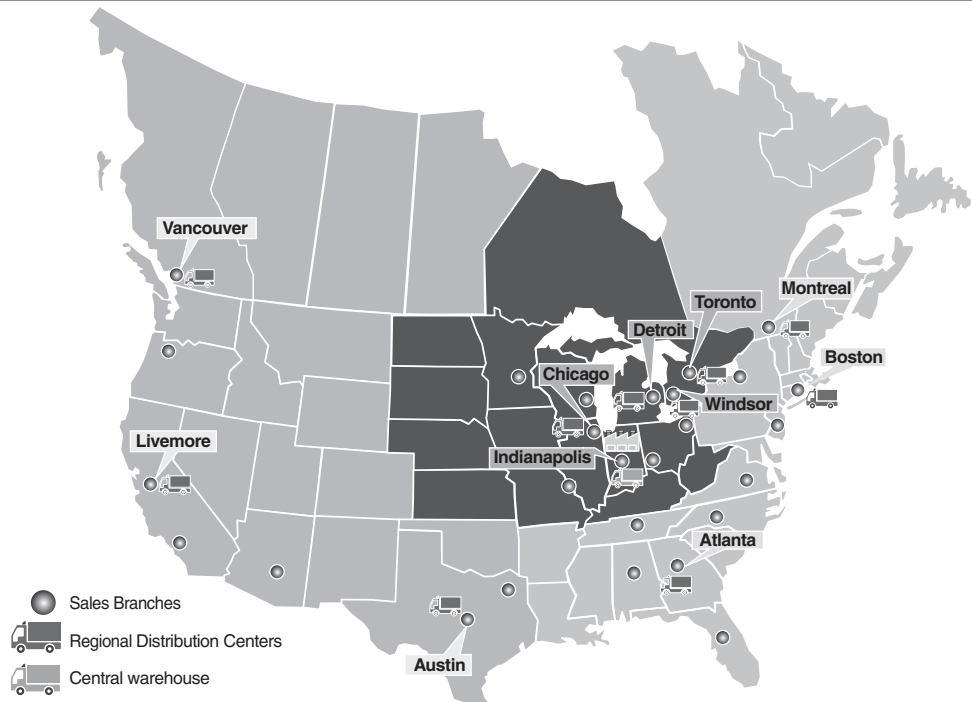 Vancouver
Montreal
Toronto
Detroit
Boston
Chicago
Windsor
Livemore
Indianapolis
Atlanta
Sales Branches
Regional Distribution Centers
Austin
Central warehouse